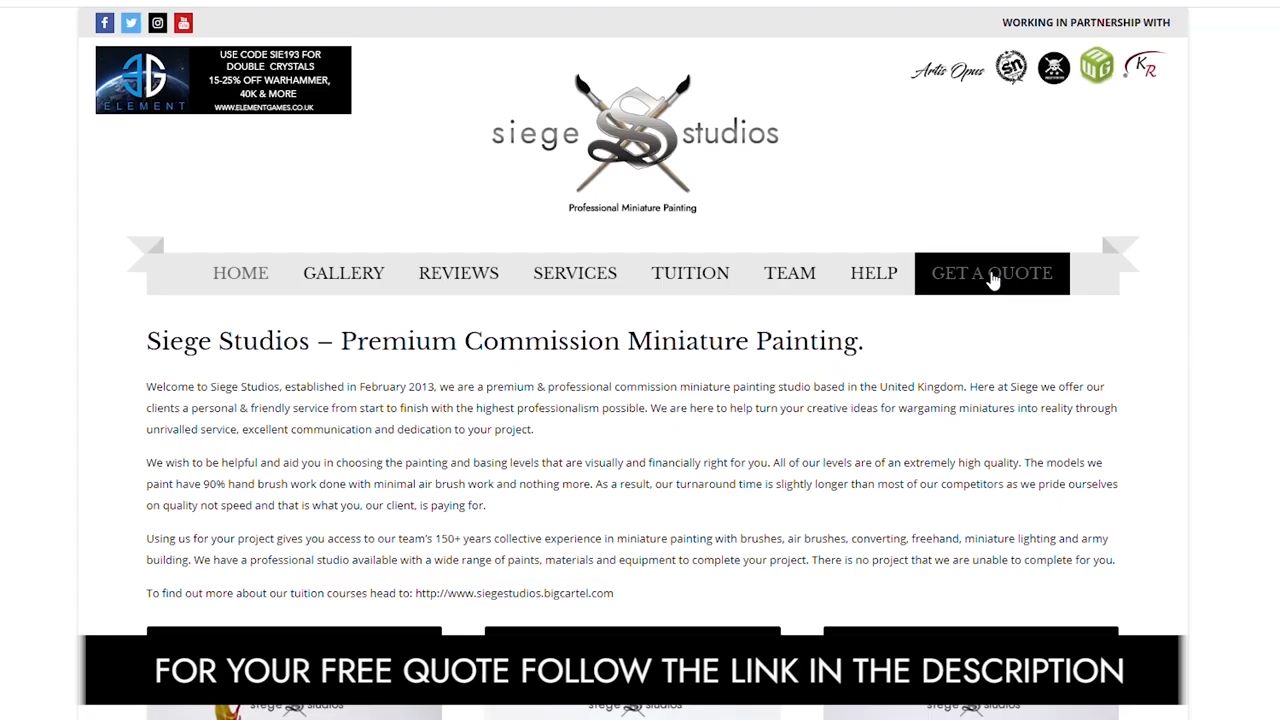 WORKING IN PARTNERSHIP WITH
USE CODE SIE193 FOR
DOUBLE CRYSTALS
15-25% OFF WARHAMMER,
40K & MORE
WWW.ELEMENTGAMES.CO.UK
ELEMENT
Artis Opus
sn
MWG
KR
siege S studios
Professional Miniature Painting
HOME GALLERY REVIEWS SERVICES TUITION TEAM HELP GET A QUOTE
Siege Studios – Premium Commission Miniature Painting.
Welcome to Siege Studios, established in February 2013, we are a premium & professional commission miniature painting studio based in the United Kingdom. Here at Siege we offer our
clients a personal & friendly service from start to finish with the highest professionalism possible. We are here to help turn your creative ideas for wargaming miniatures into reality through
unrivalled service, excellent communication and dedication to your project.
We wish to be helpful and aid you in choosing the painting and basing levels that are visually and financially right for you. All of our levels are of an extremely high quality. The models we
paint have 90% hand brush work done with minimal air brush work and nothing more. As a result, our turnaround time is slightly longer than most of our competitors as we pride ourselves
on quality not speed and that is what you, our client, is paying for.
Using us for your project gives you access to our team's 150+ years collective experience in miniature painting with brushes, air brushes, converting, freehand, miniature lighting and army
building. We have a professional studio available with a wide range of paints, materials and equipment to complete your project. There is no project that we are unable to complete for you.
To find out more about our tuition courses head to: http://www.siegestudios.bigcartel.com
FOR YOUR FREE QUOTE FOLLOW THE LINK IN THE DESCRIPTION